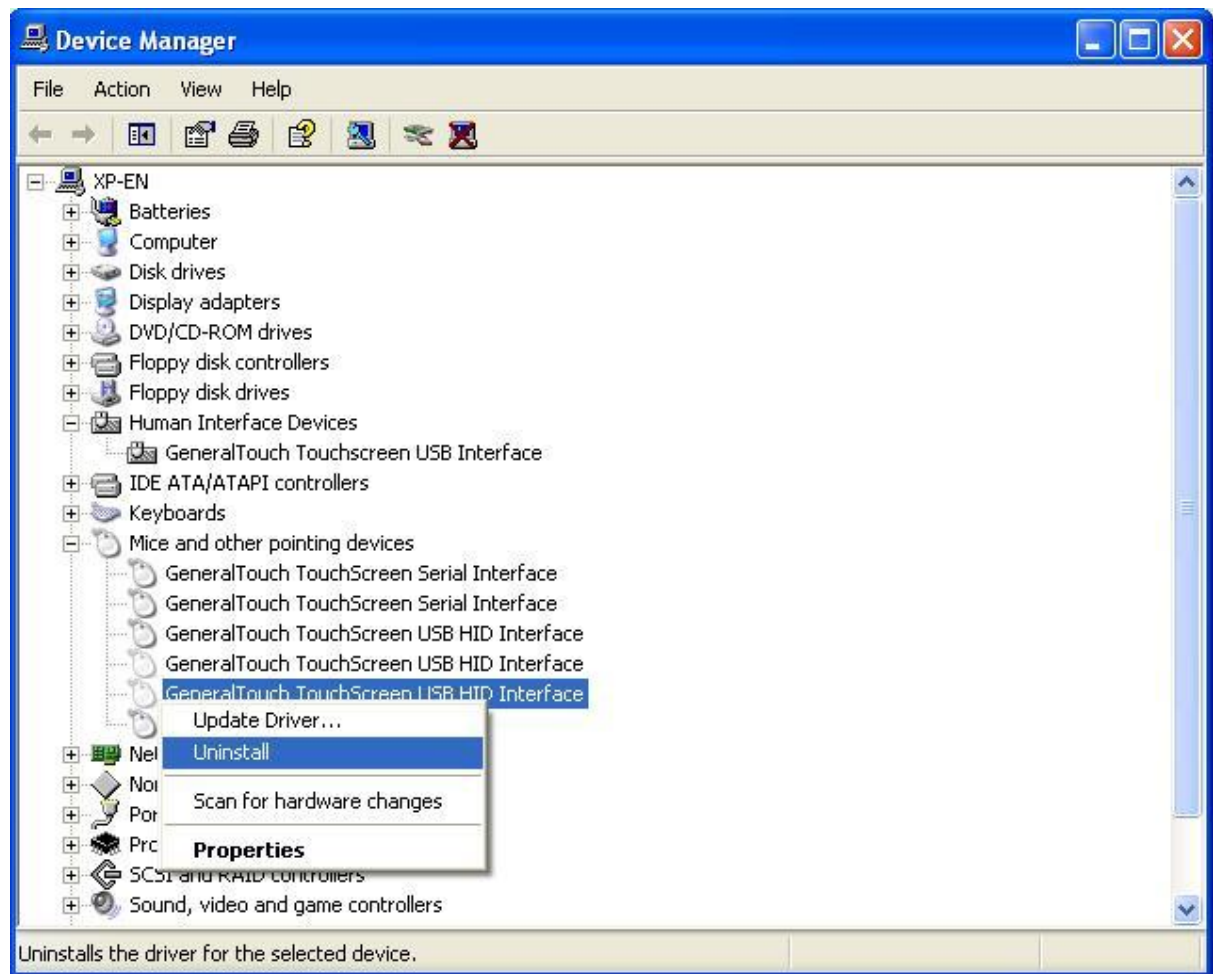 Device Manager
File Action View Help
XP-EN
Batteries
Computer
Disk drives
Display adapters
DVD/CD-ROM drives
Floppy disk controllers
Floppy disk drives
Human Interface Devices
GeneralTouch Touchscreen USB Interface
IDE ATA/ATAPI controllers
Keyboards
Mice and other pointing devices
GeneralTouch TouchScreen Serial Interface
GeneralTouch TouchScreen Serial Interface
GeneralTouch TouchScreen USB HID Interface
GeneralTouch TouchScreen USB HID Interface
GeneralTouch TouchScreen USB HID Interface
Update Driver...
Uninstall
Scan for hardware changes
Properties
SCSI and RAID controllers
Sound, video and game controllers
Uninstalls the driver for the selected device.